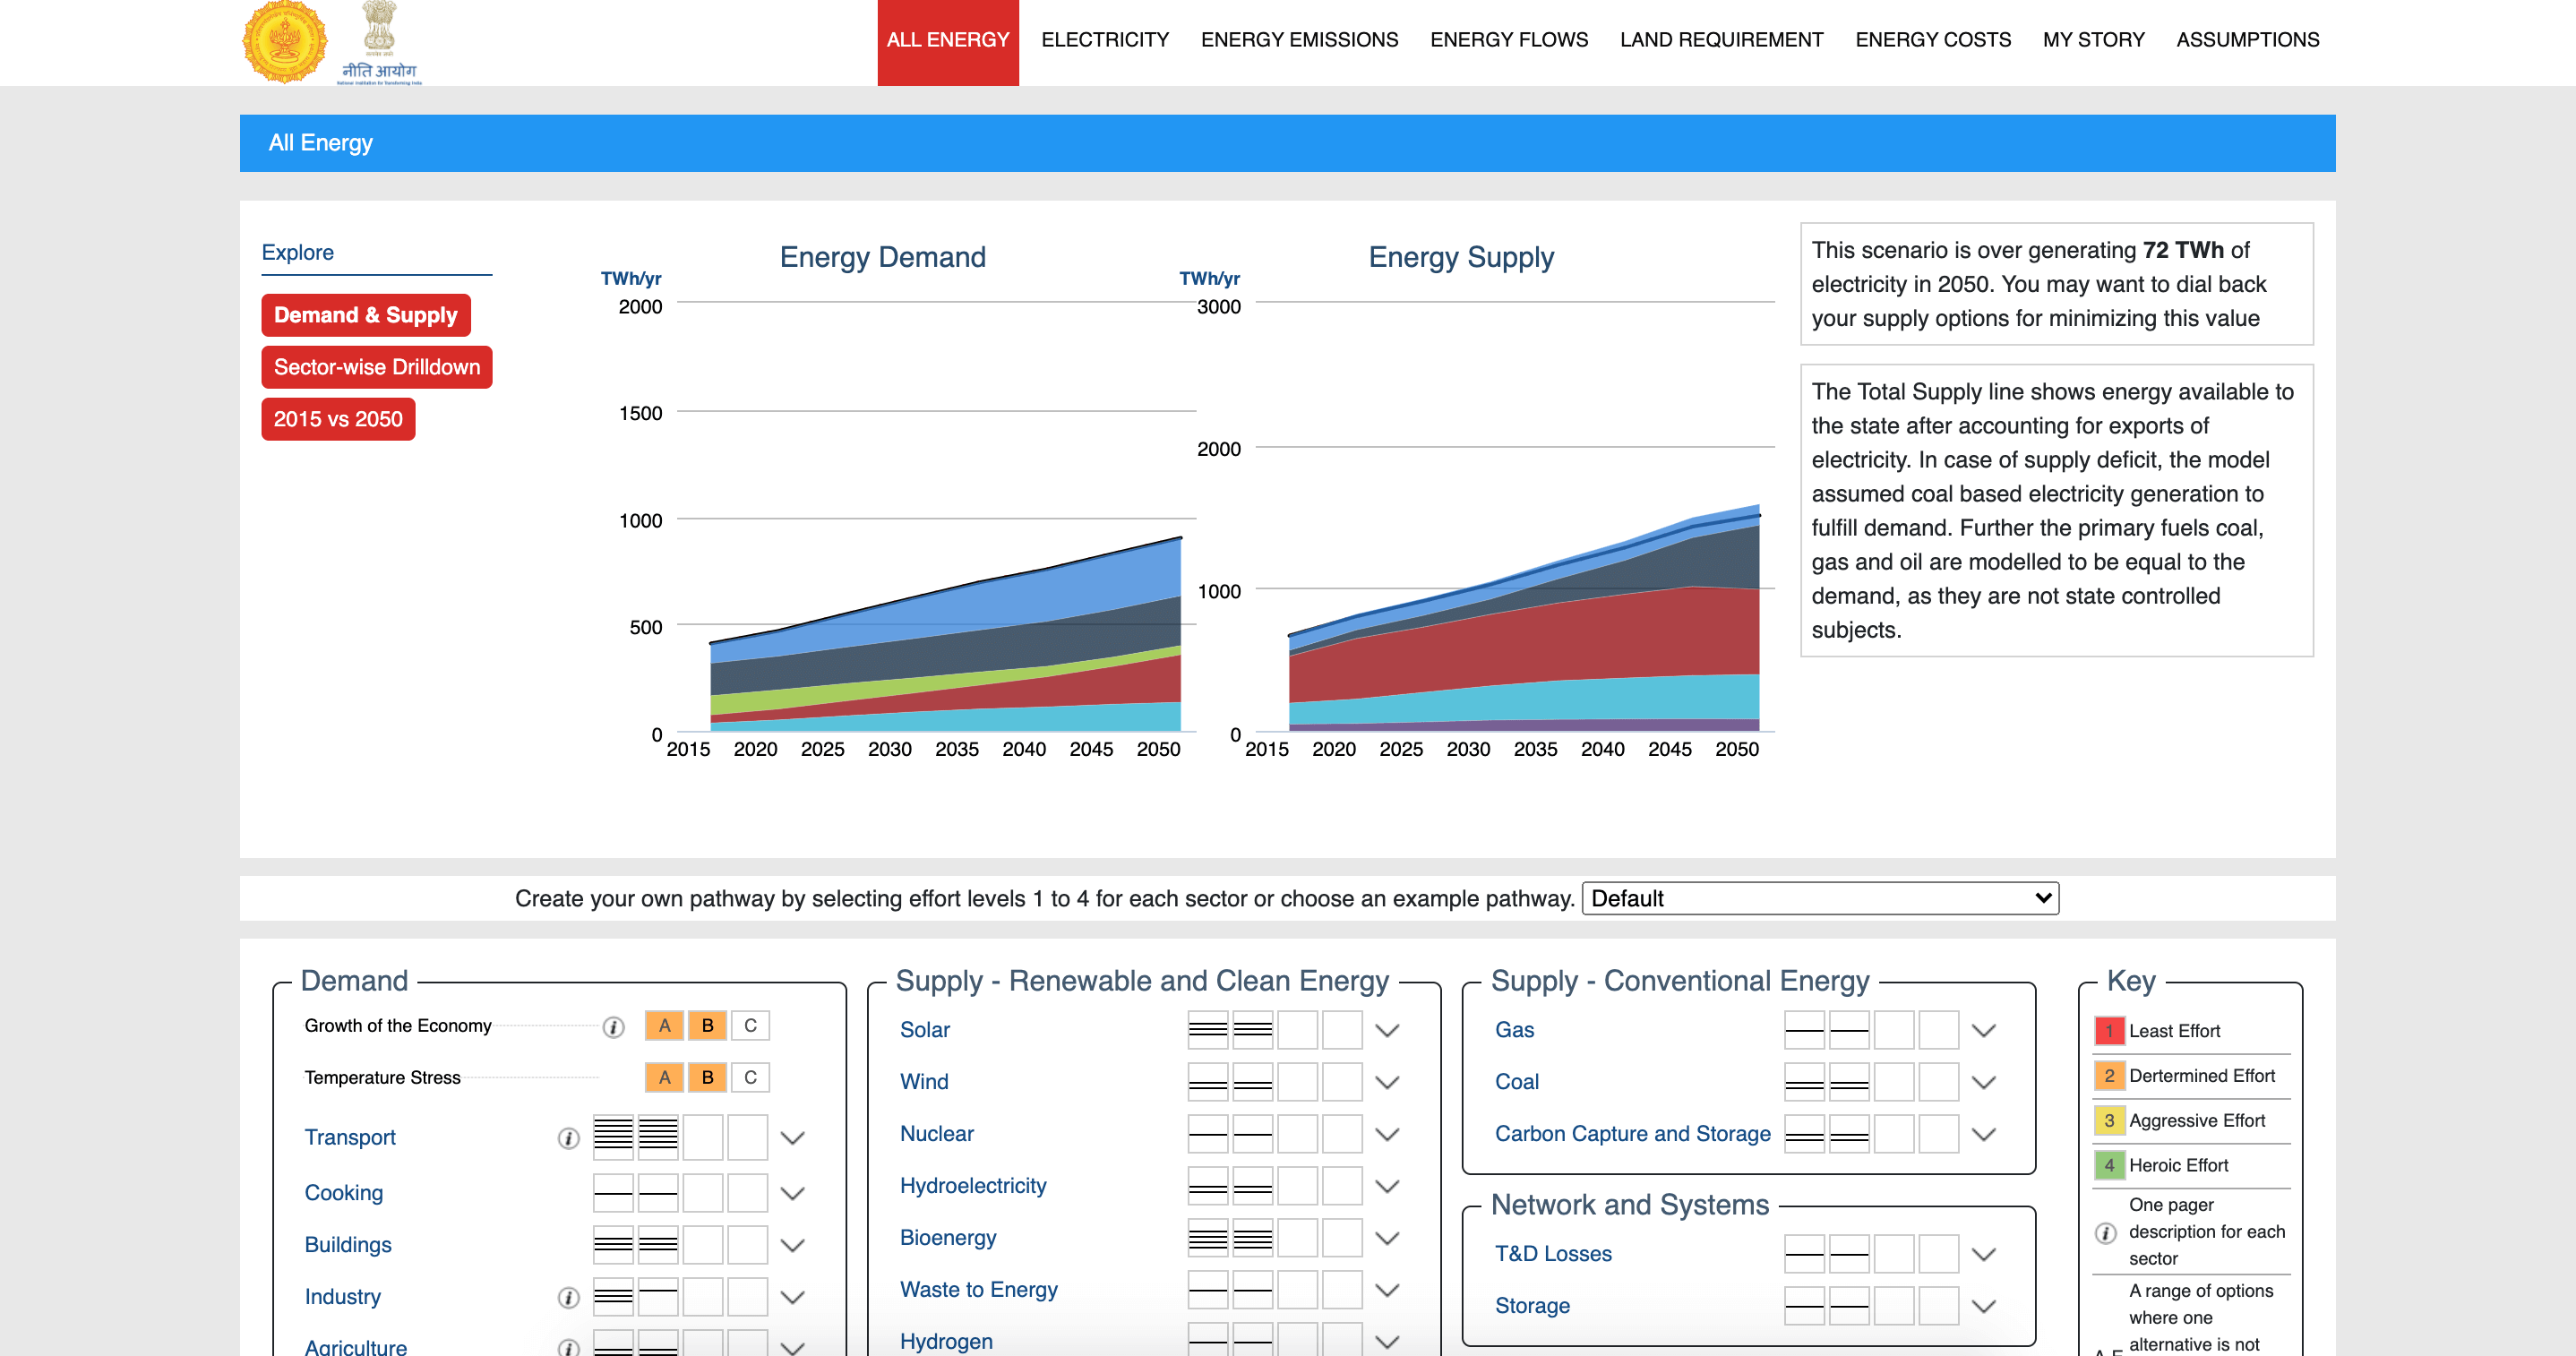 नीति आयोग
National Institution for Transforming India
ALL ENERGY
ELECTRICITY
ENERGY EMISSIONS
ENERGY FLOWS
LAND REQUIREMENT
ENERGY COSTS
MY STORY
ASSUMPTIONS
All Energy
Explore
Demand & Supply
Sector-wise Drilldown
2015 vs 2050
Energy Demand
TWh/yr
2000
1500
1000
500
0
2015 2020 2025 2030 2035 2040 2045 2050
Energy Supply
TWh/yr
3000
2000
1000
0
2015 2020 2025 2030 2035 2040 2045 2050
This scenario is over generating 72 TWh of
electricity in 2050. You may want to dial back
your supply options for minimizing this value
The Total Supply line shows energy available to
the state after accounting for exports of
electricity. In case of supply deficit, the model
assumed coal based electricity generation to
fulfill demand. Further the primary fuels coal,
gas and oil are modelled to be equal to the
demand, as they are not state controlled
subjects.
Create your own pathway by selecting effort levels 1 to 4 for each sector or choose an example pathway. Default
Demand
Growth of the Economy i A B C
Temperature Stress A B C
Transport i
Cooking
Buildings
Industry i
Agriculture i
Supply - Renewable and Clean Energy
Solar
Wind
Nuclear
Hydroelectricity
Bioenergy
Waste to Energy
Hydrogen
Supply - Conventional Energy
Gas
Coal
Carbon Capture and Storage
Network and Systems
T&D Losses
Storage
Key
1 Least Effort
2 Dertermined Effort
3 Aggressive Effort
4 Heroic Effort
One pager
i description for each
sector
A range of options
where one
alternative is not